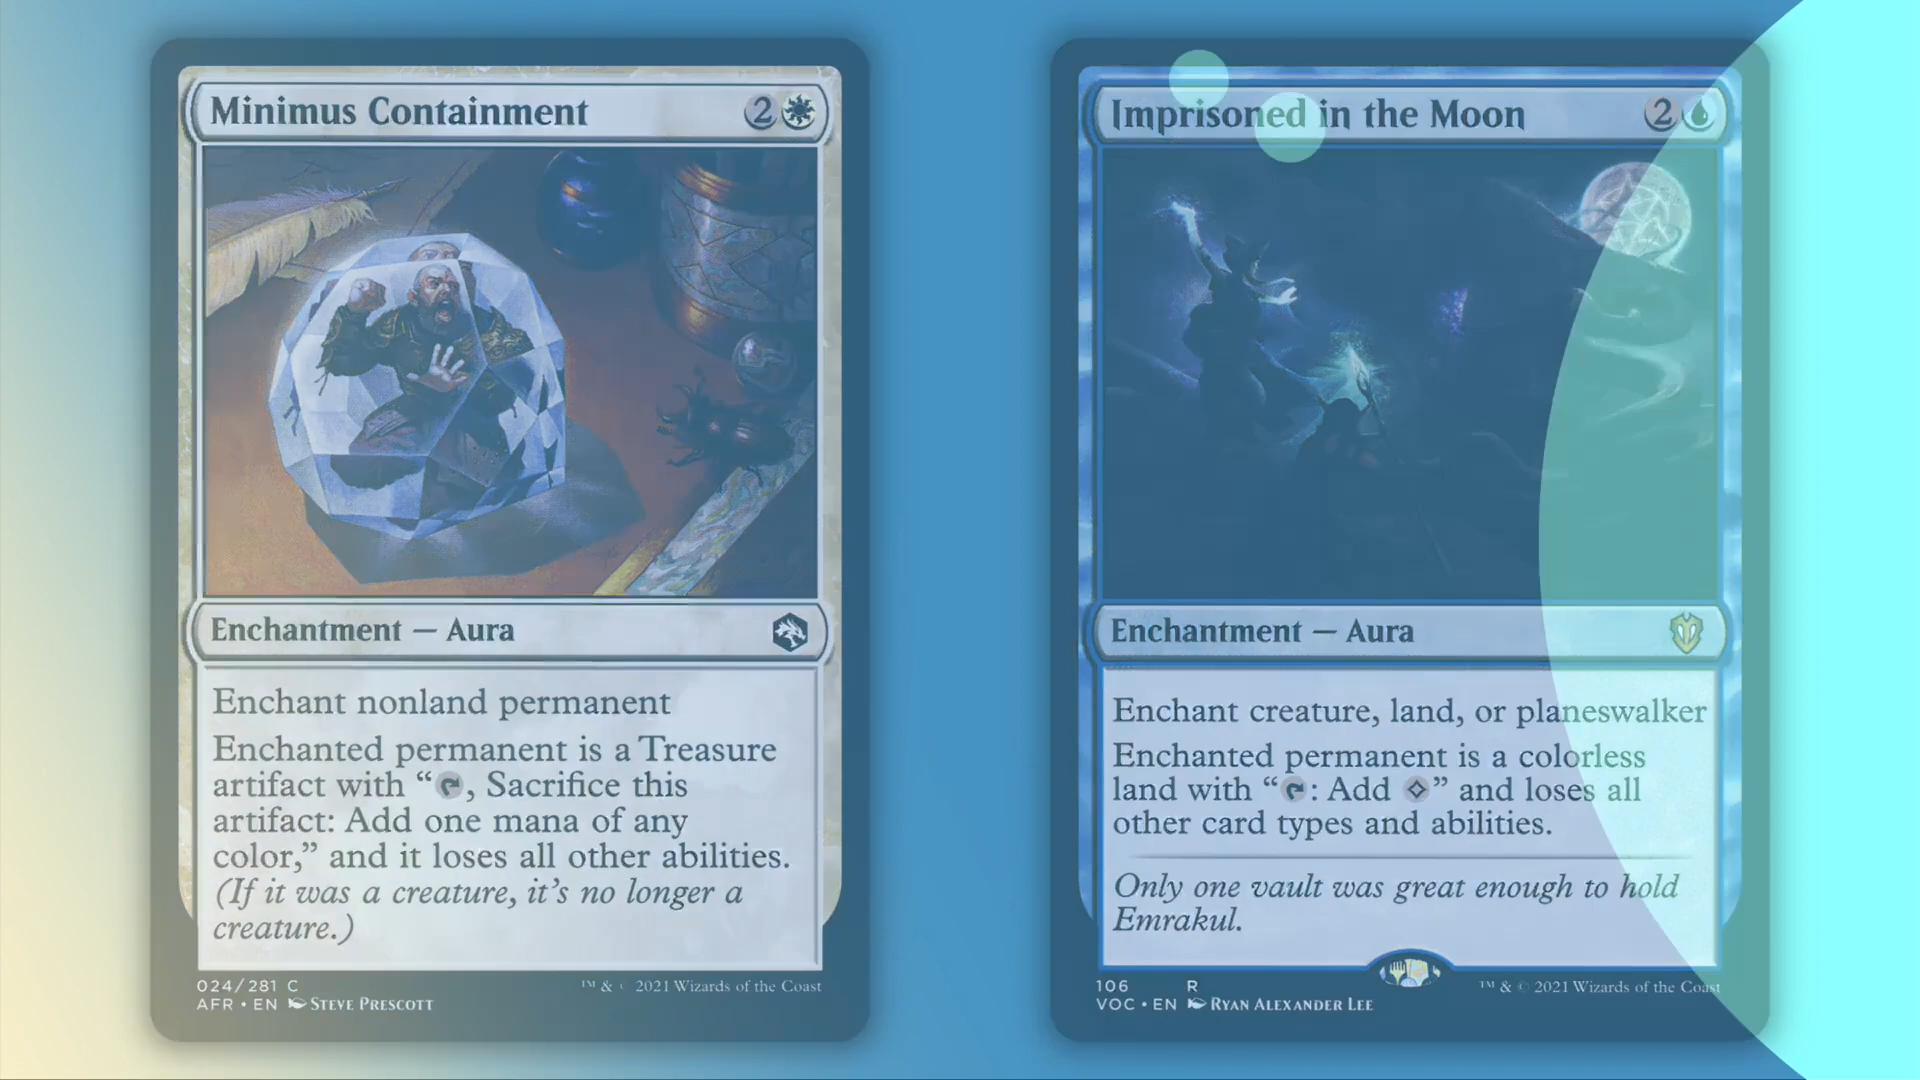 Minimus Containment 2
Enchantment — Aura
Enchant nonland permanent
Enchanted permanent is a Treasure
artifact with “, Sacrifice this
artifact: Add one mana of any
color,” and it loses all other abilities.
(If it was a creature, it’s no longer a
creature.)
024/281 C
AFR • EN STEVE PRESCOTT
™ & © 2021 Wizards of the Coast
Imprisoned in the Moon 2
Enchantment — Aura
Enchant creature, land, or planeswalker
Enchanted permanent is a colorless
land with “: Add ” and loses all
other card types and abilities.
Only one vault was great enough to hold
Emrakul.
106 R
VOC • EN RYAN ALEXANDER LEE
™ & © 2021 Wizards of the Coast